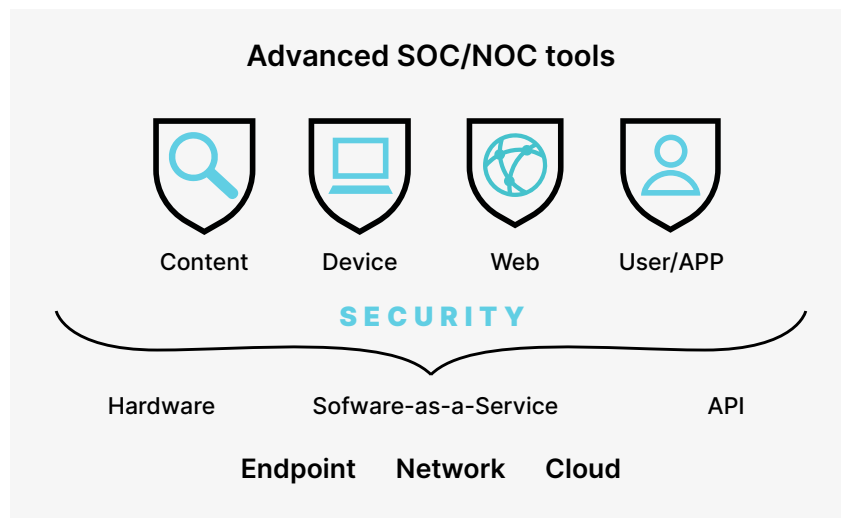 Advanced SOC/NOC tools
Content Device Web User/APP
SECURITY
Hardware Sofware-as-a-Service API
Endpoint Network Cloud